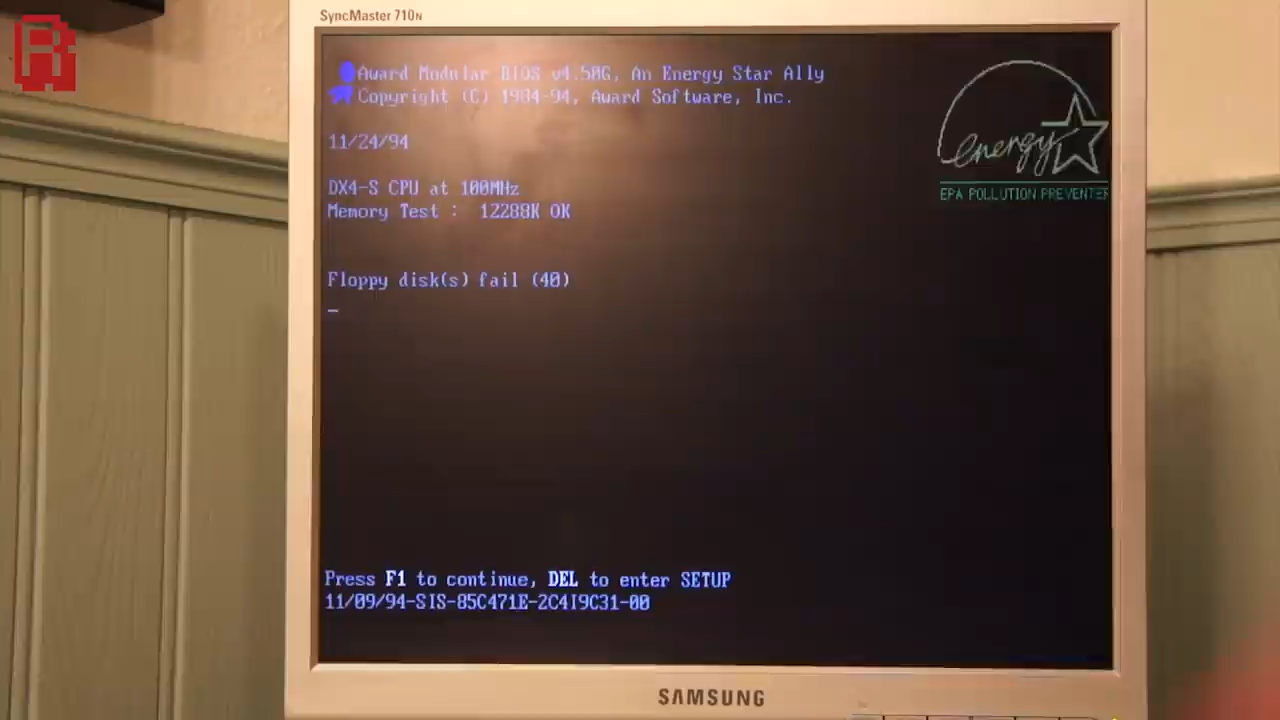 SyncMaster 710N
Award Modular BIOS v4.50G, An Energy Star Ally
Copyright (C) 1984-94, Award Software, Inc.
energy
EPA POLLUTION PREVENTER
11/24/94
DX4-S CPU at 100MHz
Memory Test : 12288K OK
Floppy disk(s) fail (40)
_
Press F1 to continue, DEL to enter SETUP
11/09/94-SIS-85C471E-2C4I9C31-00
SAMSUNG
R